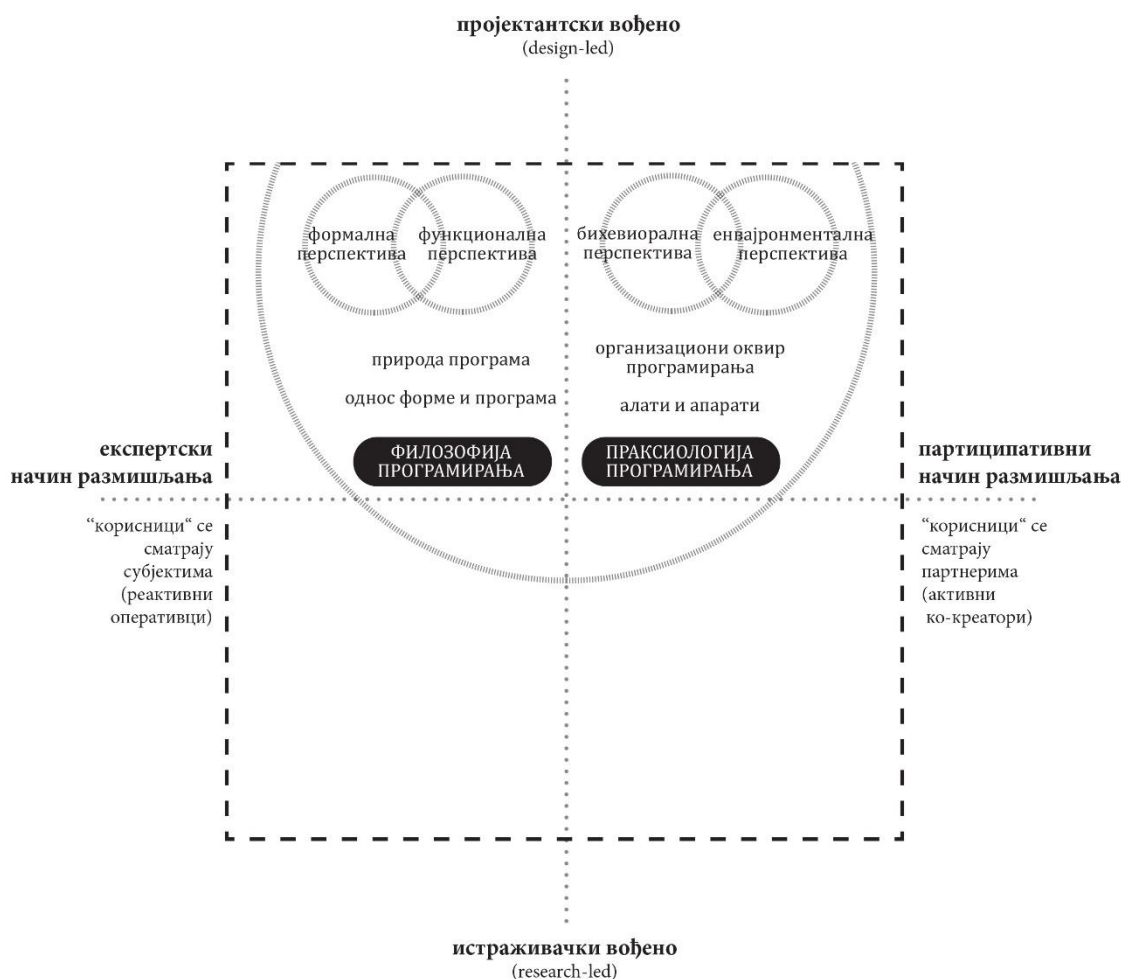 пројектантски вођено
(design-led)
формална
перспектива
функционална
перспектива
бихевиорална
перспектива
енвајронментална
перспектива
природа програма
однос форме и програма
ФИЛОЗОФИЈА
ПРОГРАМИРАЊА
организациони оквир
програмирања
алати и апарати
ПРАКСИОЛОГИЈА
ПРОГРАМИРАЊА
експертски
начин размишљања
“корисници“ се
сматрају
субјектима
(реактивни
оперативци)
партиципативни
начин размишљања
“корисници“ се
сматрају
партнерима
(активни
ко-креатори)
истраживачки вођено
(research-led)